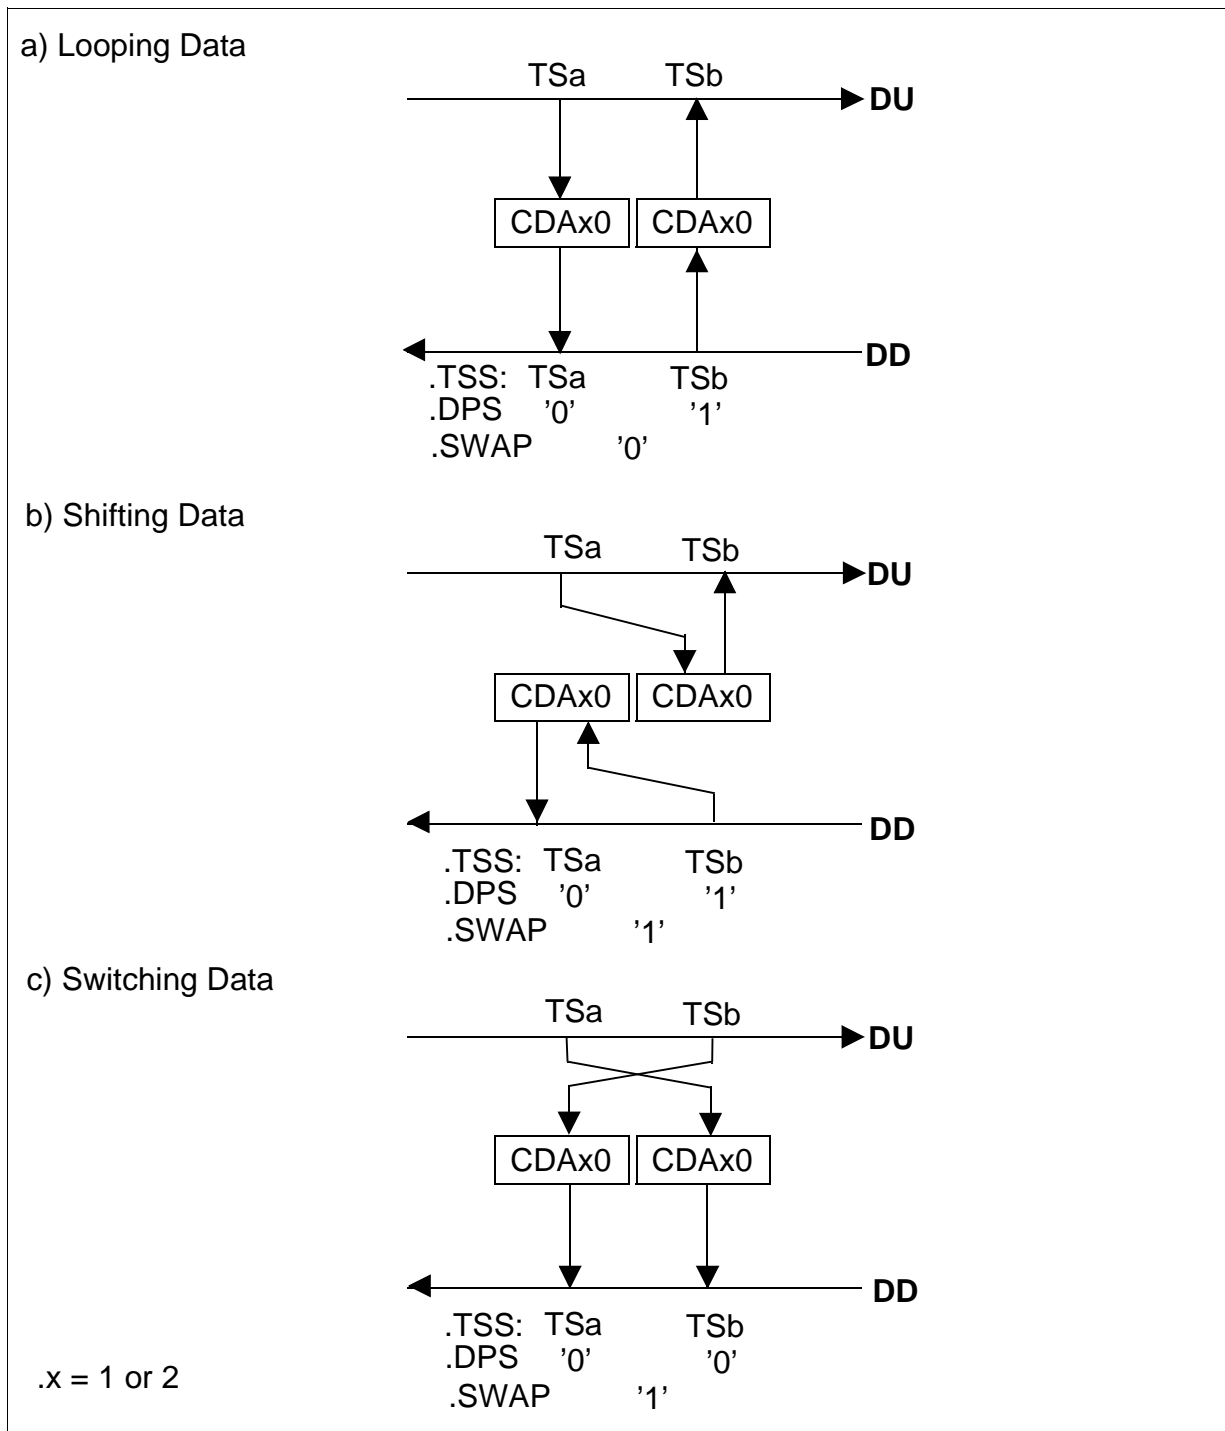 a) Looping Data
TSa TSb
DU
CDAx0 CDAx0
DD
.TSS: TSa TSb
.DPS ’0’ ’1’
.SWAP ’0’
b) Shifting Data
TSa TSb
DU
CDAx0 CDAx0
DD
.TSS: TSa TSb
.DPS ’0’ ’1’
.SWAP ’1’
c) Switching Data
TSa TSb
DU
CDAx0 CDAx0
DD
.TSS: TSa TSb
.DPS ’0’ ’0’
.x = 1 or 2
.SWAP ’1’